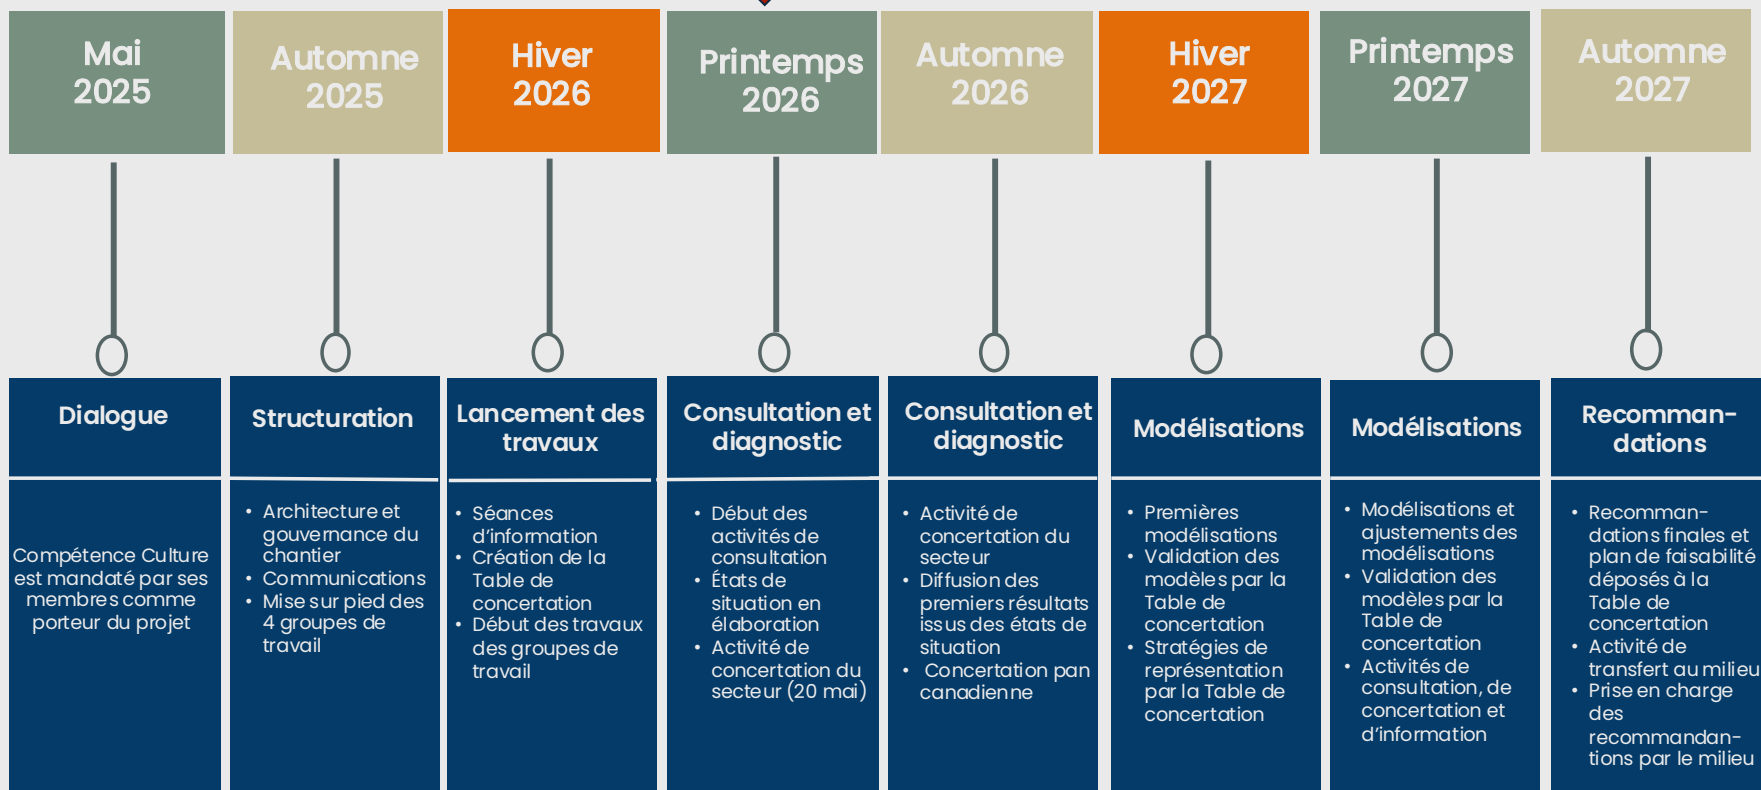 Mai
2025
Automne
2025
Hiver
2026
Printemps
2026
Automne
2026
Hiver
2027
Printemps
2027
Automne
2027
Dialogue
Compétence Culture
est mandaté par ses
membres comme
porteur du projet
Structuration
• Architecture et
gouvernance du
chantier
• Communications
• Mise sur pied des
4 groupes de
travail
Lancement des
travaux
• Séances
d'information
• Création de la
Table de
concertation
• Début des travaux
des groupes de
travail
Consultation et
diagnostic
• Début des
activités de
consultation
• États de
situation en
élaboration
• Activité de
concertation du
secteur (20 mai)
Consultation et
diagnostic
• Activité de
concertation du
secteur
• Diffusion des
premiers résultats
issus des états de
situation
• Concertation pan
canadienne
Modélisations
• Premières
modélisations
• Validation des
modèles par la
Table de
concertation
• Stratégies de
représentation
par la Table de
concertation
Modélisations
• Modélisations et
ajustements des
modélisations
• Validation des
modèles par la
Table de
concertation
• Activités de
consultation, de
concertation et
d'information
Recomman-
dations
• Recomman-
dations finales et
plan de faisabilité
déposés à la
Table de
concertation
• Activité de
transfert au milieu
• Prise en charge
des
recommandan-
tions par le milieu